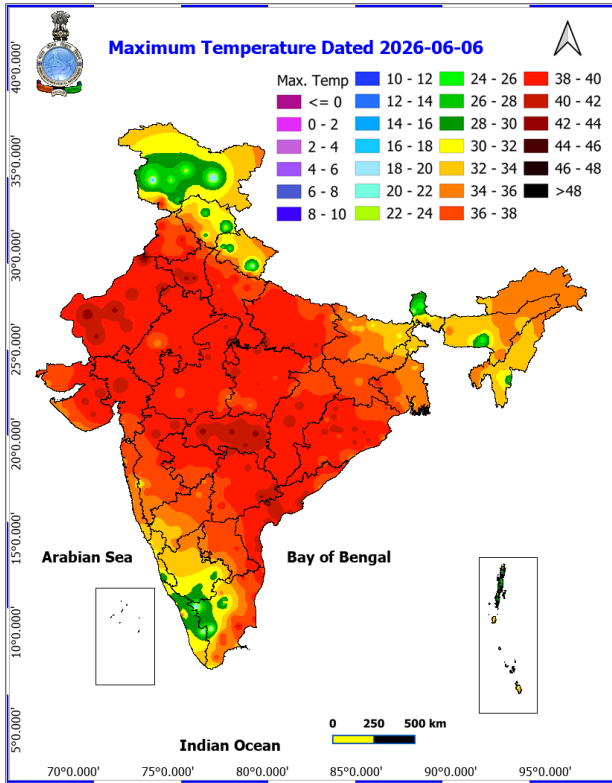 Maximum Temperature Dated 2026-06-06
Max. Temp
<= 0
0 - 2
2 - 4
4 - 6
6 - 8
8 - 10
10 - 12
12 - 14
14 - 16
16 - 18
18 - 20
20 - 22
22 - 24
24 - 26
26 - 28
28 - 30
30 - 32
32 - 34
34 - 36
36 - 38
38 - 40
40 - 42
42 - 44
44 - 46
46 - 48
>48
40°0.000'
35°0.000'
30°0.000'
25°0.000'
20°0.000'
15°0.000'
10°0.000'
5°0.000'
Arabian Sea
Bay of Bengal
Indian Ocean
0 250 500 km
70°0.000' 75°0.000' 80°0.000' 85°0.000' 90°0.000' 95°0.000'